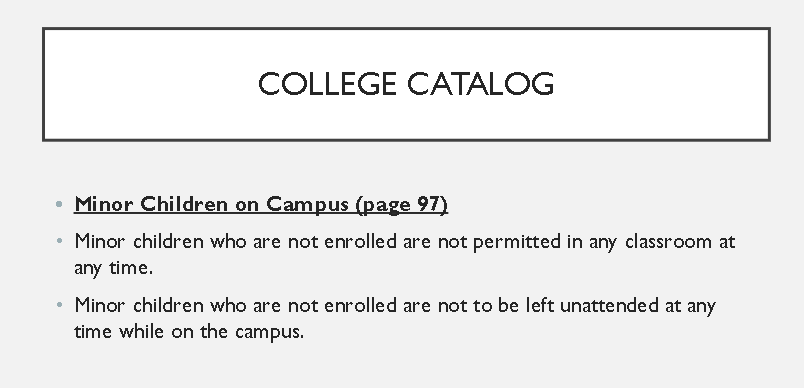 COLLEGE CATALOG
• Minor Children on Campus (page 97)
• Minor children who are not enrolled are not permitted in any classroom at
any time.
• Minor children who are not enrolled are not to be left unattended at any
time while on the campus.